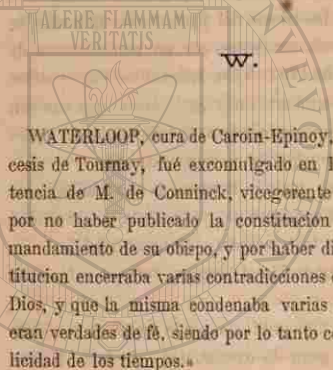 ALERE FLAMMAM
VERITATIS
W.
WATERLOOP, cura de Caroin-Epinoy,
cesis de Tournay, fué excomulgado en
tencia de M. de Conninck, vicegerente
por no haber publicado la constitucion
mandamiento de su obispo, y por haber di
titucion encerraba varias contradicciones
Dios, y que la misma condenaba varias
eran verdades de fé, siendo por lo tanto c
licidad de los tiempos.«